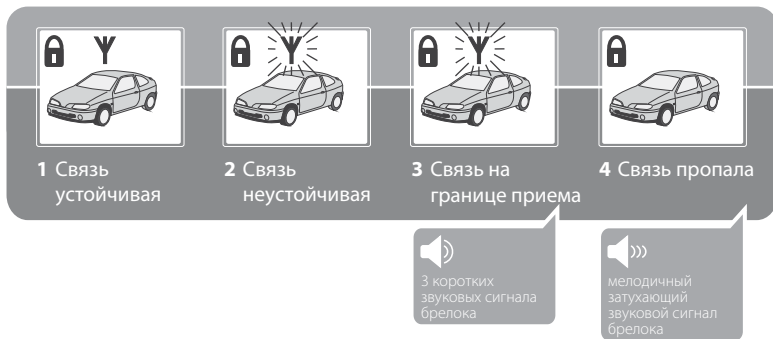 1 Связь
устойчивая
2 Связь
неустойчивая
3 Связь на
границе приема
4 Связь пропала
3 коротких
звуковых сигнала
брелока
мелодичный
затухающий
звуковой сигнал
брелока